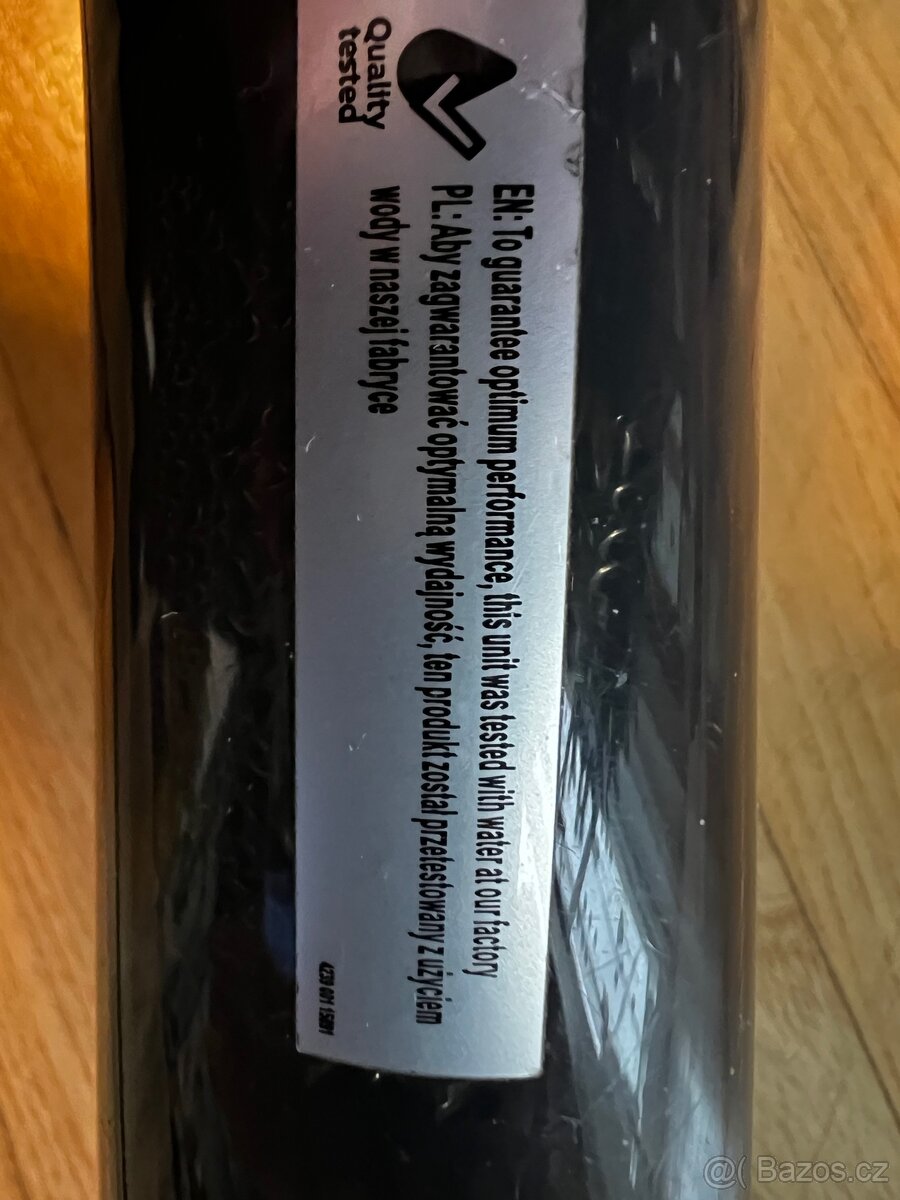 Quality
tested
EN: To guarantee optimum performance, this unit was tested with water at our factory
PL: Aby zagwarantować optymalną wydajność, ten produkt został przetestowany z użyciem
wody w naszej fabryce
@( Bazos.cz